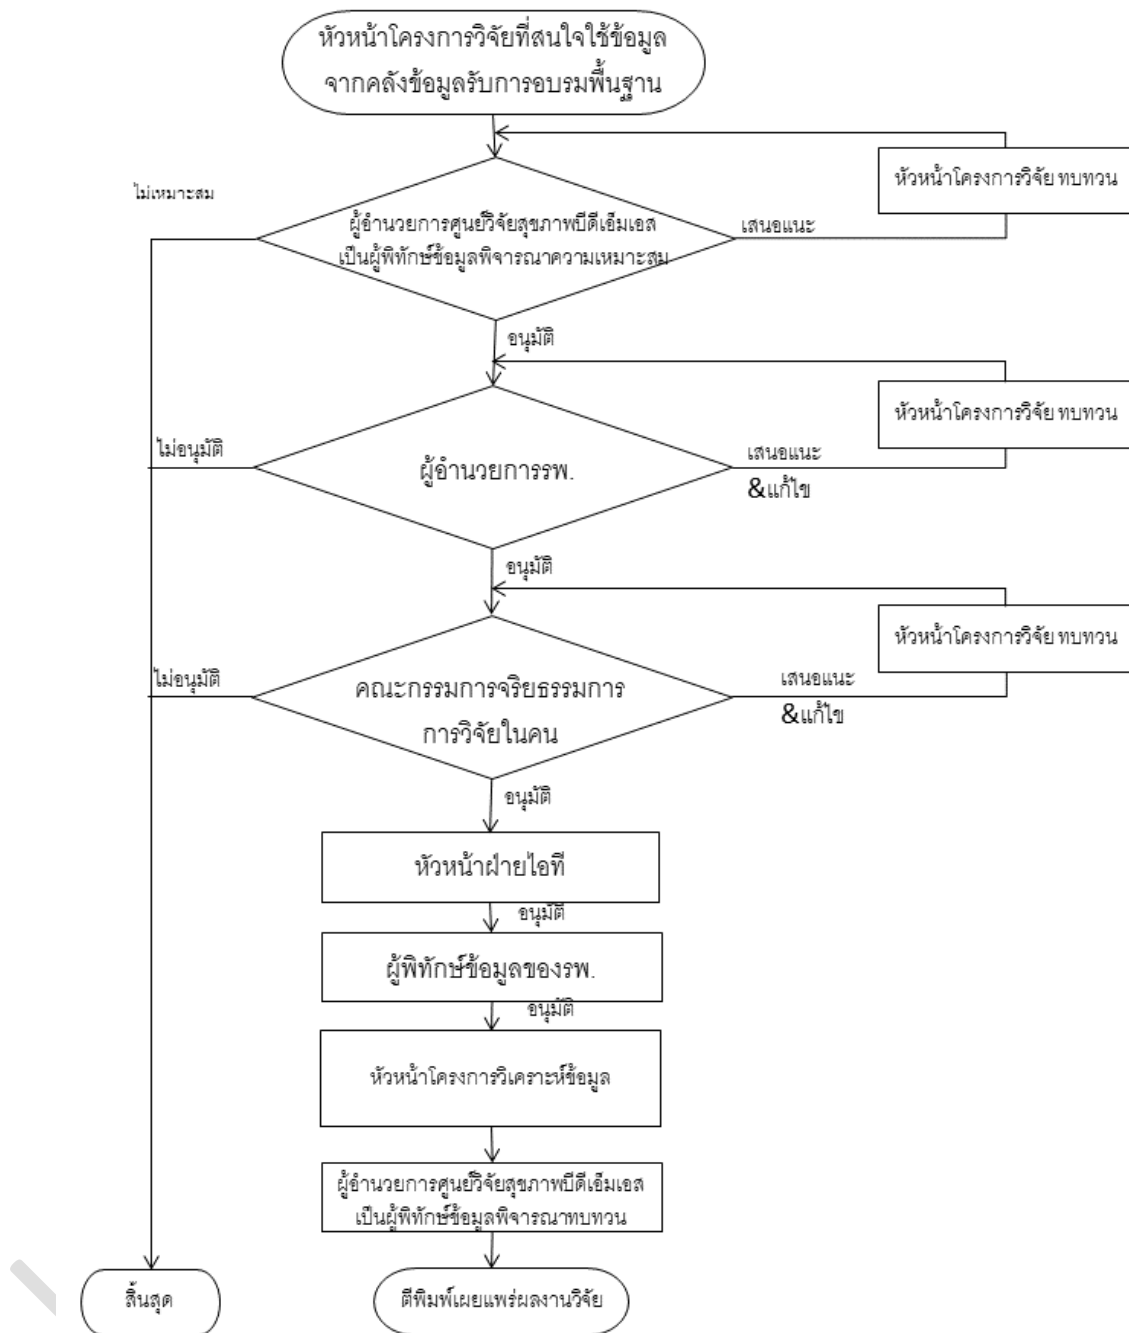 หัวหน้าโครงการวิจัยที่สนใจใช้ข้อมูล
จากคลังข้อมูลรับการอบรมพื้นฐาน
หัวหน้าโครงการวิจัย ทบทวน
ไม่เหมาะสม
ผู้อำนวยการศูนย์วิจัยสุขภาพบีดีเอ็มเอส
เป็นผู้พิทักษ์ข้อมูลพิจารณาความเหมาะสม
เสนอแนะ
อนุมัติ
หัวหน้าโครงการวิจัย ทบทวน
ไม่อนุมัติ
ผู้อำนวยการรพ.
เสนอแนะ
&แก้ไข
อนุมัติ
หัวหน้าโครงการวิจัย ทบทวน
ไม่อนุมัติ
คณะกรรมการจริยธรรมการ
การวิจัยในคน
เสนอแนะ
&แก้ไข
อนุมัติ
หัวหน้าฝ่ายไอที
อนุมัติ
ผู้พิทักษ์ข้อมูลของรพ.
อนุมัติ
หัวหน้าโครงการวิเคราะห์ข้อมูล
ผู้อำนวยการศูนย์วิจัยสุขภาพบีดีเอ็มเอส
เป็นผู้พิทักษ์ข้อมูลพิจารณาทบทวน
สิ้นสุด
ตีพิมพ์เผยแพร่ผลงานวิจัย